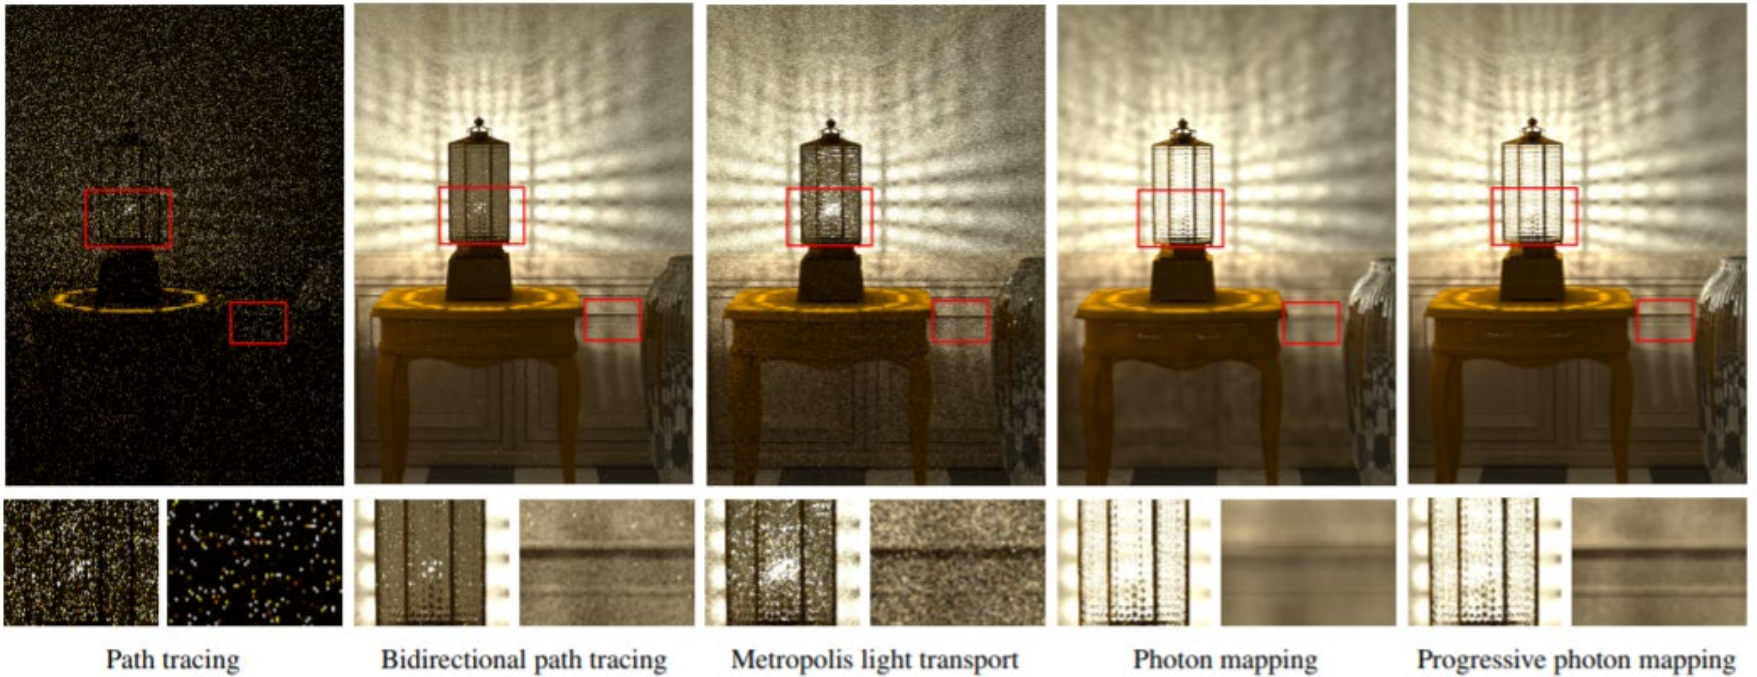 Path tracing
Bidirectional path tracing
Metropolis light transport
Photon mapping
Progressive photon mapping